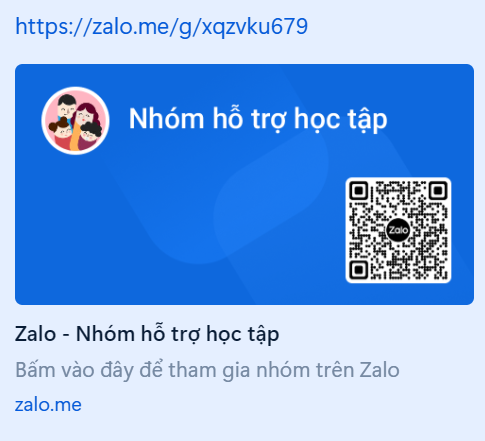 https://zalo.me/g/xqzvku679
Nhóm hỗ trợ học tập
Zalo
Zalo - Nhóm hỗ trợ học tập
Bấm vào đây để tham gia nhóm trên Zalo
zalo.me